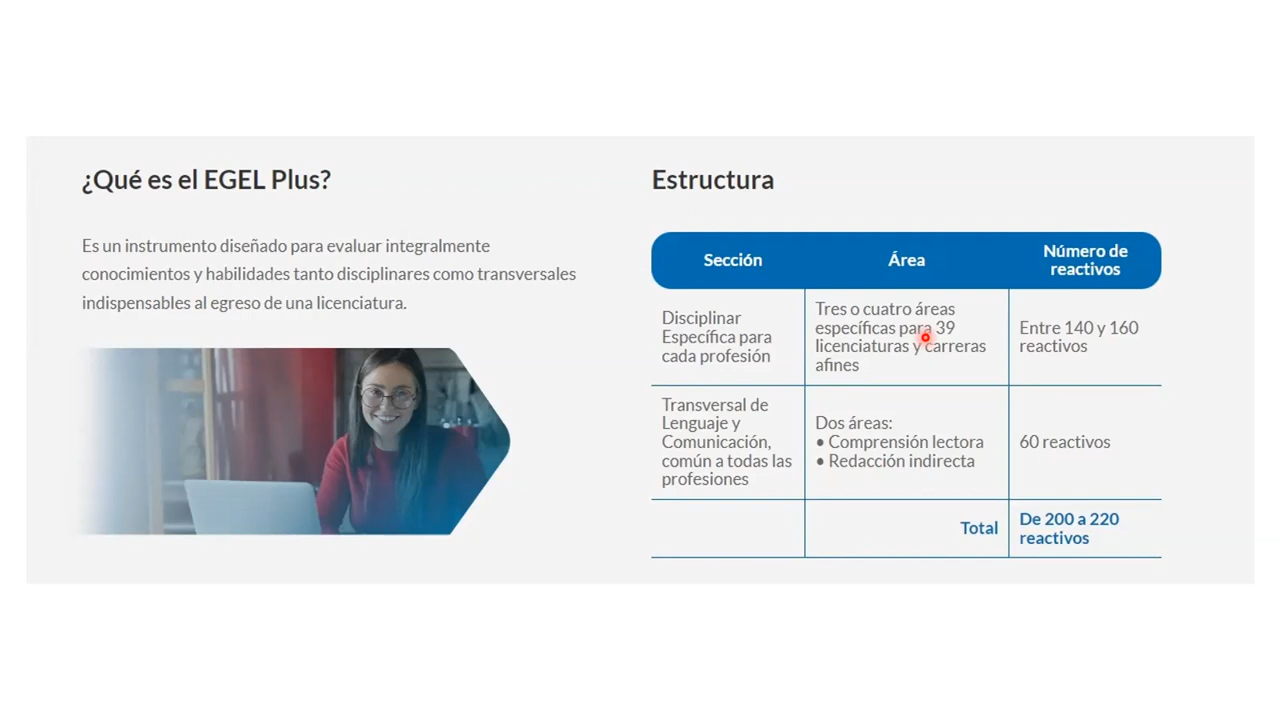 ¿Qué es el EGEL Plus?
Es un instrumento diseñado para evaluar integralmente
conocimientos y habilidades tanto disciplinares como transversales
indispensables al egreso de una licenciatura.
Estructura
Sección
Área
Número de
reactivos
Disciplinar
Específica para
cada profesión
Tres o cuatro áreas
específicas para 39
licenciaturas y carreras
afines
Entre 140 y 160
reactivos
Transversal de
Lenguaje y
Comunicación,
común a todas las
profesiones
Dos áreas:
• Comprensión lectora
• Redacción indirecta
60 reactivos
Total
De 200 a 220
reactivos